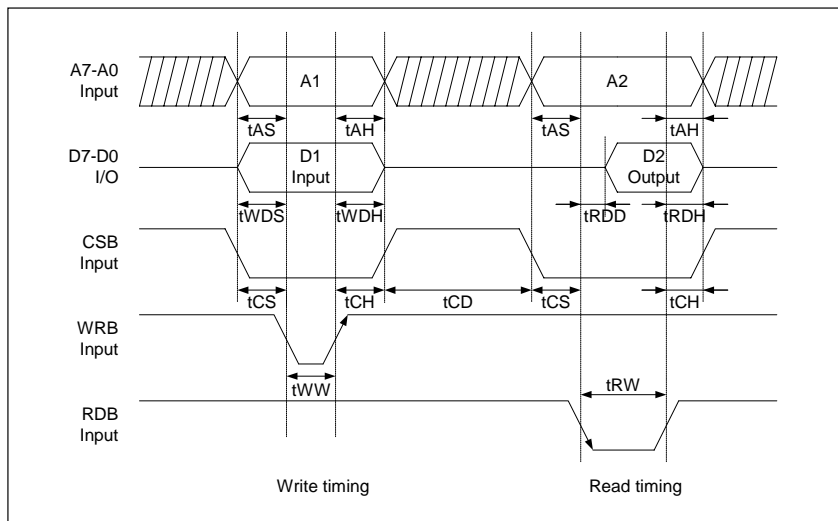 A7-A0
Input
A1
A2
tAS
tAH
tAS
tAH
D7-D0
I/O
D1
Input
D2
Output
tWDS
tWDH
tRDD
tRDH
CSB
Input
tCS
tCH
tCD
tCS
tCH
WRB
Input
tWW
tRW
RDB
Input
Write timing
Read timing